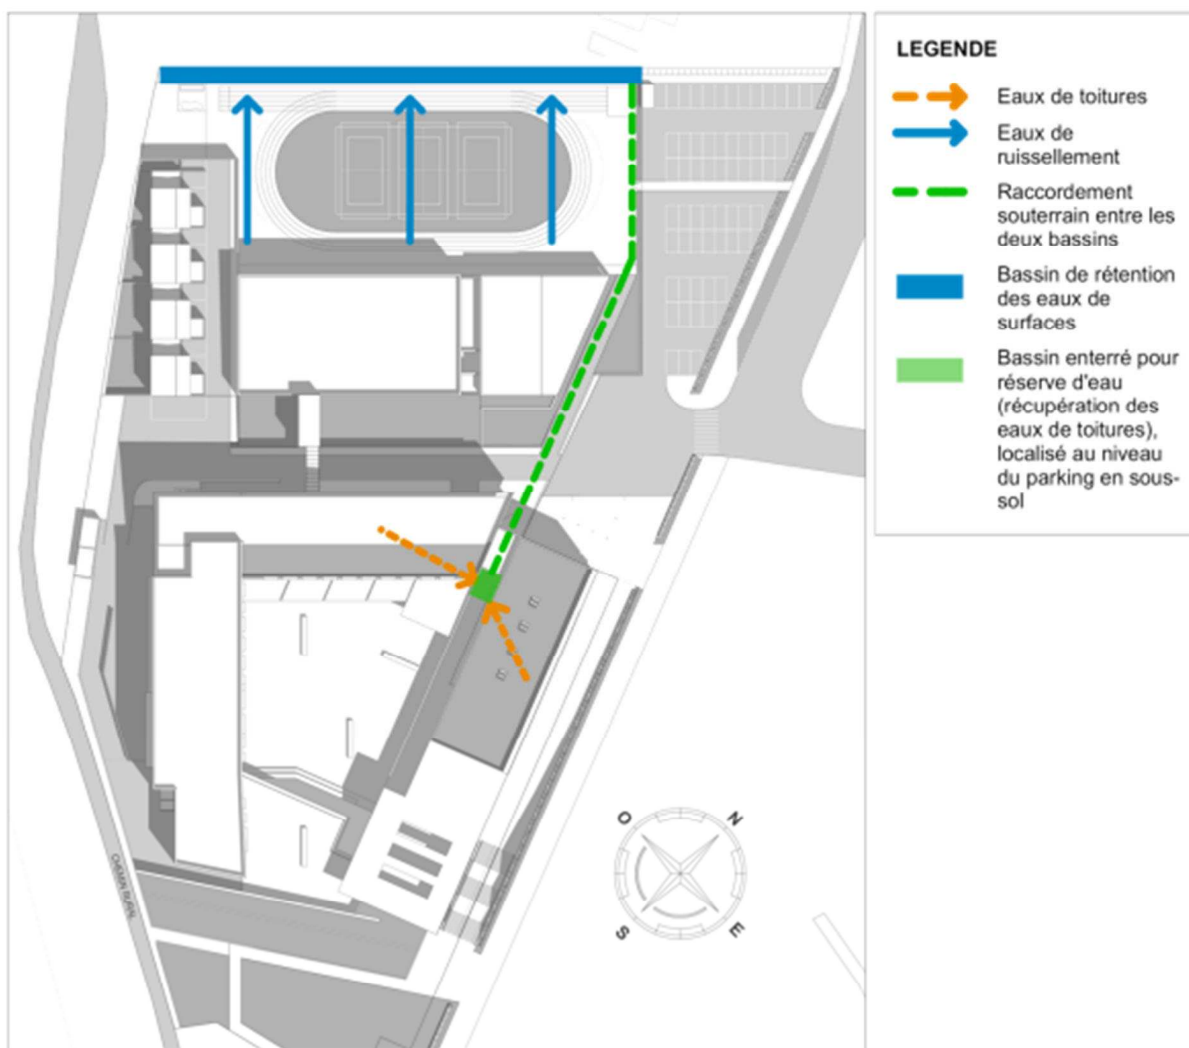 LEGENDE
Eaux de toitures
Eaux de
ruissellement
Raccordement
souterrain entre les
deux bassins
Bassin de rétention
des eaux de
surfaces
Bassin enterré pour
réserve d'eau
(récupération des
eaux de toitures),
localisé au niveau
du parking en sous-
sol
O
N
S
E
CHEMIN RURAL